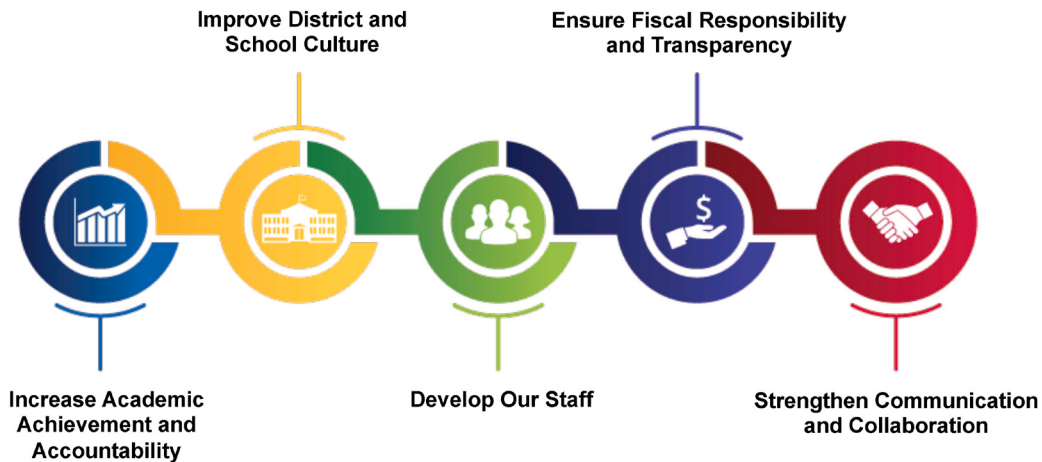 Improve District and
School Culture
Ensure Fiscal Responsibility
and Transparency
$
Increase Academic
Achievement and
Accountability
Develop Our Staff
Strengthen Communication
and Collaboration